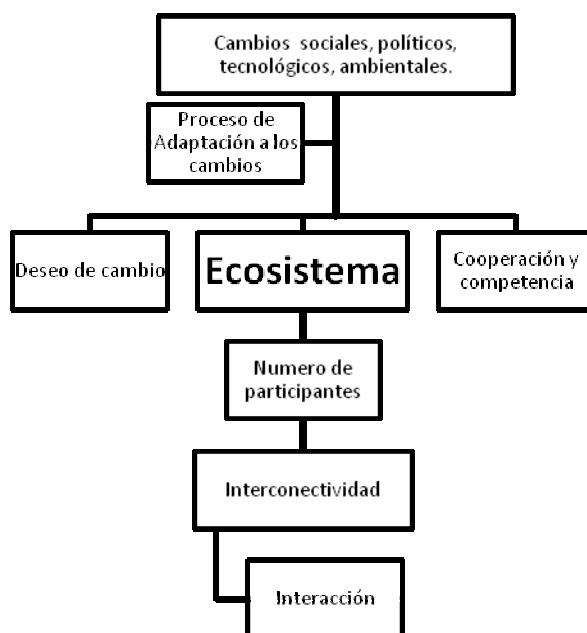 Cambios sociales, políticos,
tecnológicos, ambientales.
Proceso de
Adaptación a los
cambios
Deseo de cambio
Ecosistema
Cooperación y
competencia
Numero de
participantes
Interconectividad
Interacción